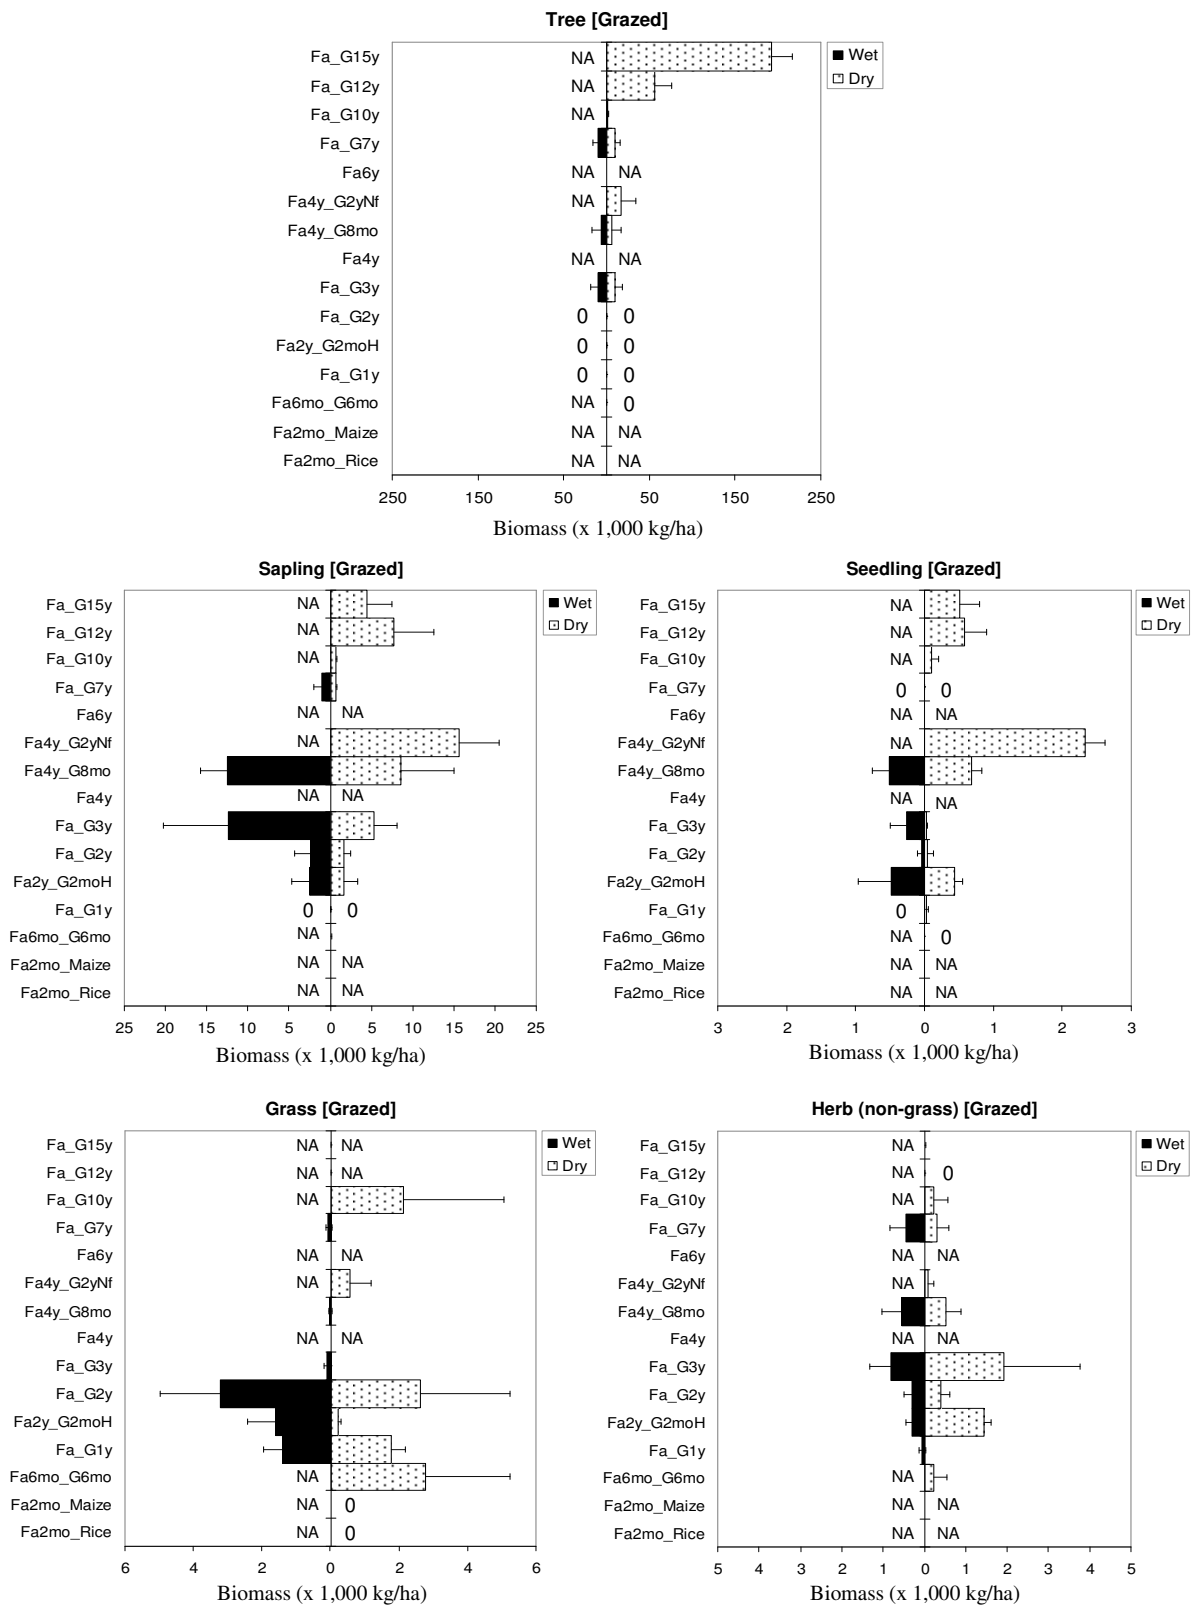 Tree [Grazed]
Fa_G15y NA Wet
Dry
Fa_G12y NA
Fa_G10y NA
Fa_G7y
Fa6y NA NA
Fa4y_G2yNf NA
Fa4y_G8mo
Fa4y NA NA
Fa_G3y
Fa_G2y 0 0
Fa2y_G2moH 0 0
Fa_G1y 0 0
Fa6mo_G6mo NA 0
Fa2mo_Maize NA NA
Fa2mo_Rice NA NA
250 150 50 50 150 250
Biomass (x 1,000 kg/ha)
Sapling [Grazed]
Fa_G15y NA Wet
Dry
Fa_G12y NA
Fa_G10y NA
Fa_G7y
Fa6y NA NA
Fa4y_G2yNf NA
Fa4y_G8mo
Fa4y NA NA
Fa_G3y
Fa_G2y
Fa2y_G2moH
Fa_G1y 0 0
Fa6mo_G6mo NA
Fa2mo_Maize NA NA
Fa2mo_Rice NA NA
25 20 15 10 5 0 5 10 15 20 25
Biomass (x 1,000 kg/ha)
Seedling [Grazed]
Fa_G15y NA Wet
Dry
Fa_G12y NA
Fa_G10y NA
Fa_G7y 0 0
Fa6y NA NA
Fa4y_G2yNf NA
Fa4y_G8mo
Fa4y NA NA
Fa_G3y
Fa_G2y
Fa2y_G2moH
Fa_G1y 0
Fa6mo_G6mo NA 0
Fa2mo_Maize NA NA
Fa2mo_Rice NA NA
3 2 1 0 1 2 3
Biomass (x 1,000 kg/ha)
Grass [Grazed]
Fa_G15y NA NA Wet
Dry
Fa_G12y NA NA
Fa_G10y NA
Fa_G7y
Fa6y NA NA
Fa4y_G2yNf NA
Fa4y_G8mo
Fa4y NA NA
Fa_G3y
Fa_G2y
Fa2y_G2moH
Fa_G1y
Fa6mo_G6mo NA
Fa2mo_Maize NA 0
Fa2mo_Rice NA 0
6 4 2 0 2 4 6
Biomass (x 1,000 kg/ha)
Herb (non-grass) [Grazed]
Fa_G15y NA Wet
Dry
Fa_G12y NA 0
Fa_G10y NA
Fa_G7y
Fa6y NA NA
Fa4y_G2yNf NA
Fa4y_G8mo
Fa4y NA NA
Fa_G3y
Fa_G2y
Fa2y_G2moH
Fa_G1y
Fa6mo_G6mo NA
Fa2mo_Maize NA NA
Fa2mo_Rice NA NA
5 4 3 2 1 0 1 2 3 4 5
Biomass (x 1,000 kg/ha)